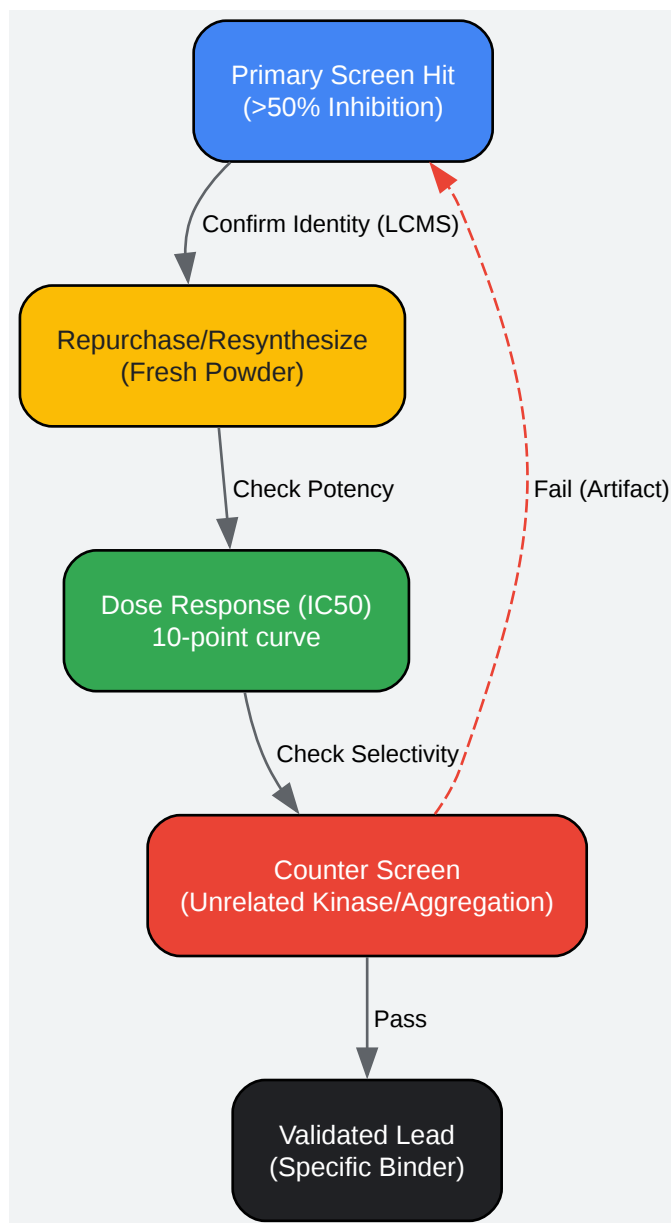 Primary Screen Hit
(>50% Inhibition)
Confirm Identity (LCMS)
Repurchase/Resynthesize
(Fresh Powder)
Check Potency
Fail (Artifact)
Dose Response (IC50)
10-point curve
Check Selectivity
Counter Screen
(Unrelated Kinase/Aggregation)
Pass
Validated Lead
(Specific Binder)